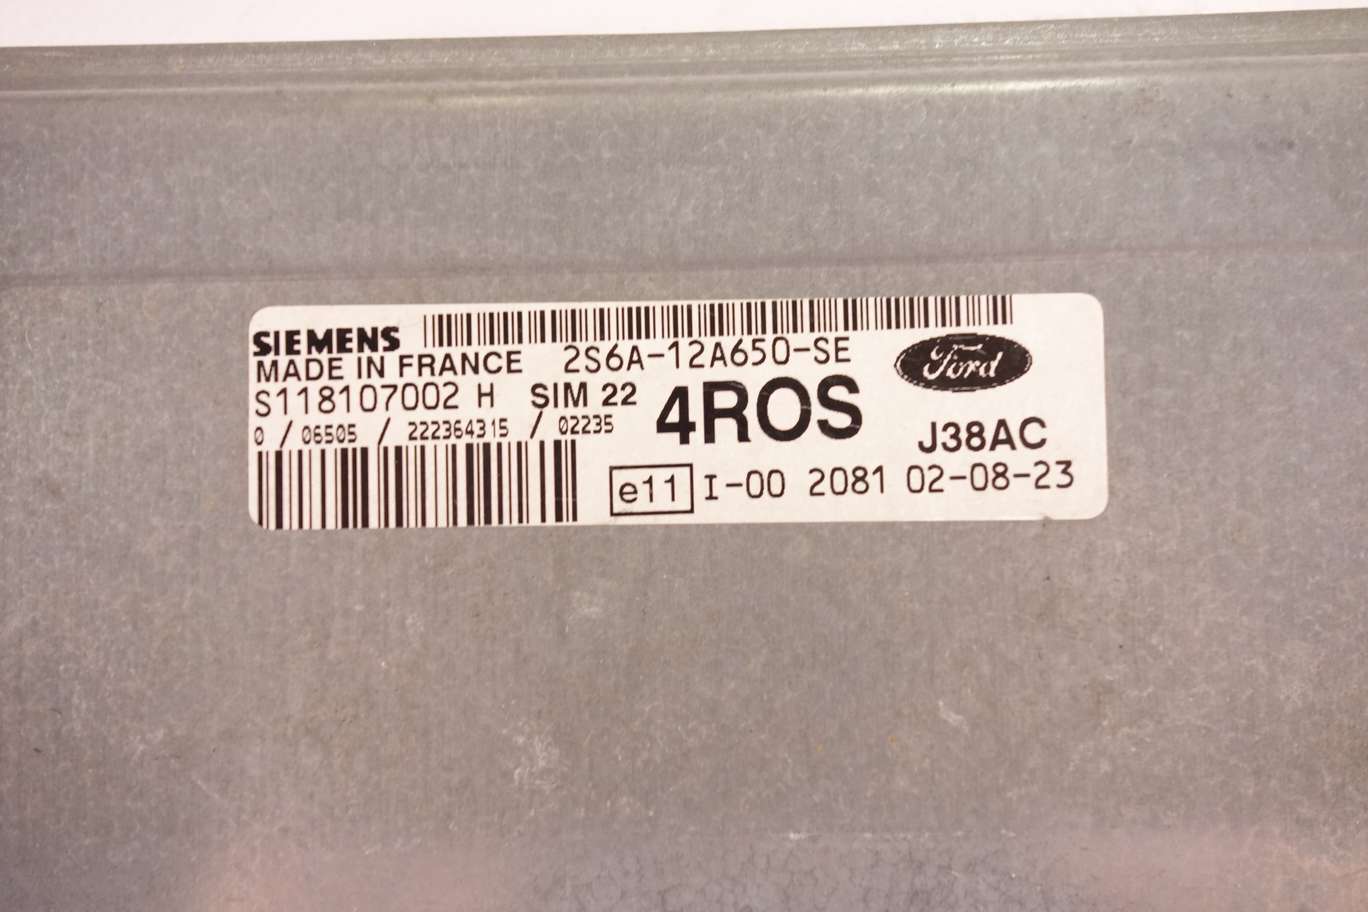 SIEMENS
MADE IN FRANCE 2S6A-12A650-SE Ford
S118107002 H SIM 22 4ROS J38AC
0 / 06505 / 222364315 / 02235
e11 I-00 2081 02-08-23